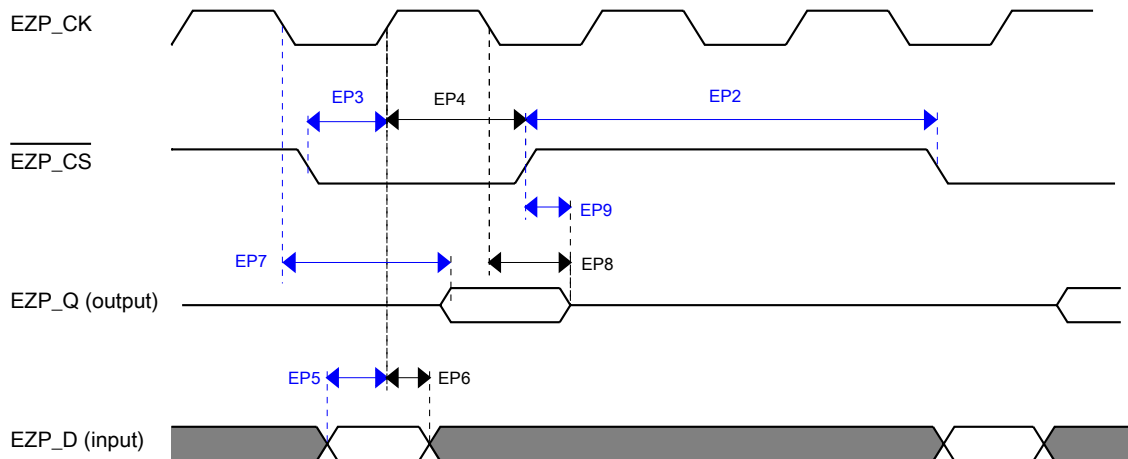 EZP_CK
EP3
EP4
EP2
EZP_CS
EP9
EP7
EP8
EZP_Q (output)
EP5
EP6
EZP_D (input)